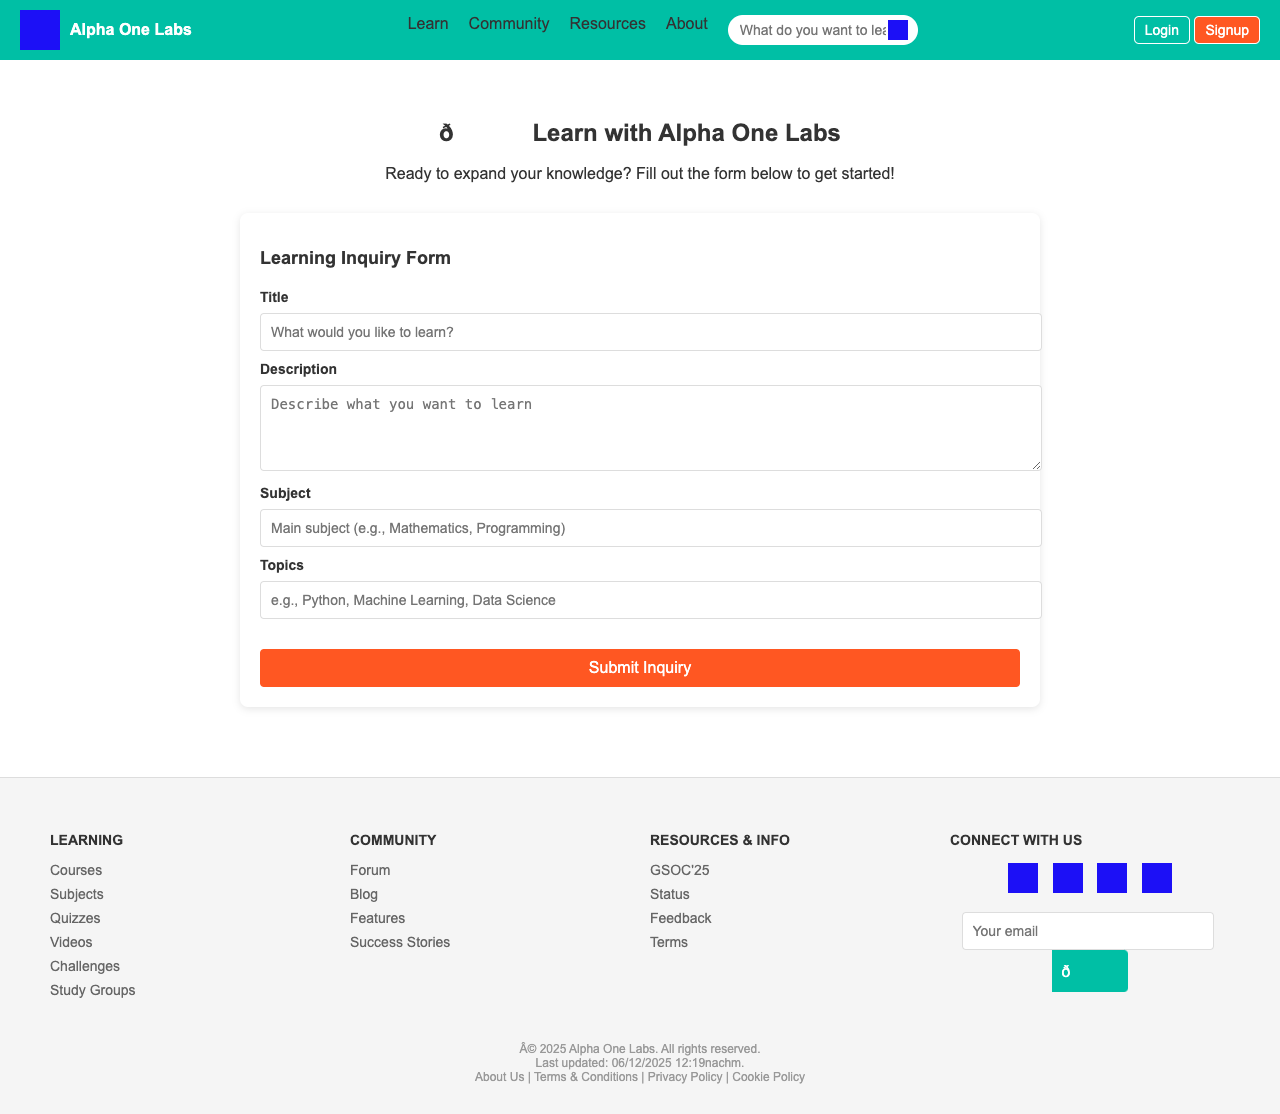 Alpha One Labs
Learn Community Resources About What do you want to lea Login Signup
ð Learn with Alpha One Labs
Ready to expand your knowledge? Fill out the form below to get started!
Learning Inquiry Form
Title
What would you like to learn?
Description
Describe what you want to learn
Subject
Main subject (e.g., Mathematics, Programming)
Topics
e.g., Python, Machine Learning, Data Science
Submit Inquiry
LEARNING
Courses
Subjects
Quizzes
Videos
Challenges
Study Groups
COMMUNITY
Forum
Blog
Features
Success Stories
RESOURCES & INFO
GSOC'25
Status
Feedback
Terms
CONNECT WITH US
Your email
ð
Â© 2025 Alpha One Labs. All rights reserved.
Last updated: 06/12/2025 12:19nachm.
About Us | Terms & Conditions | Privacy Policy | Cookie Policy